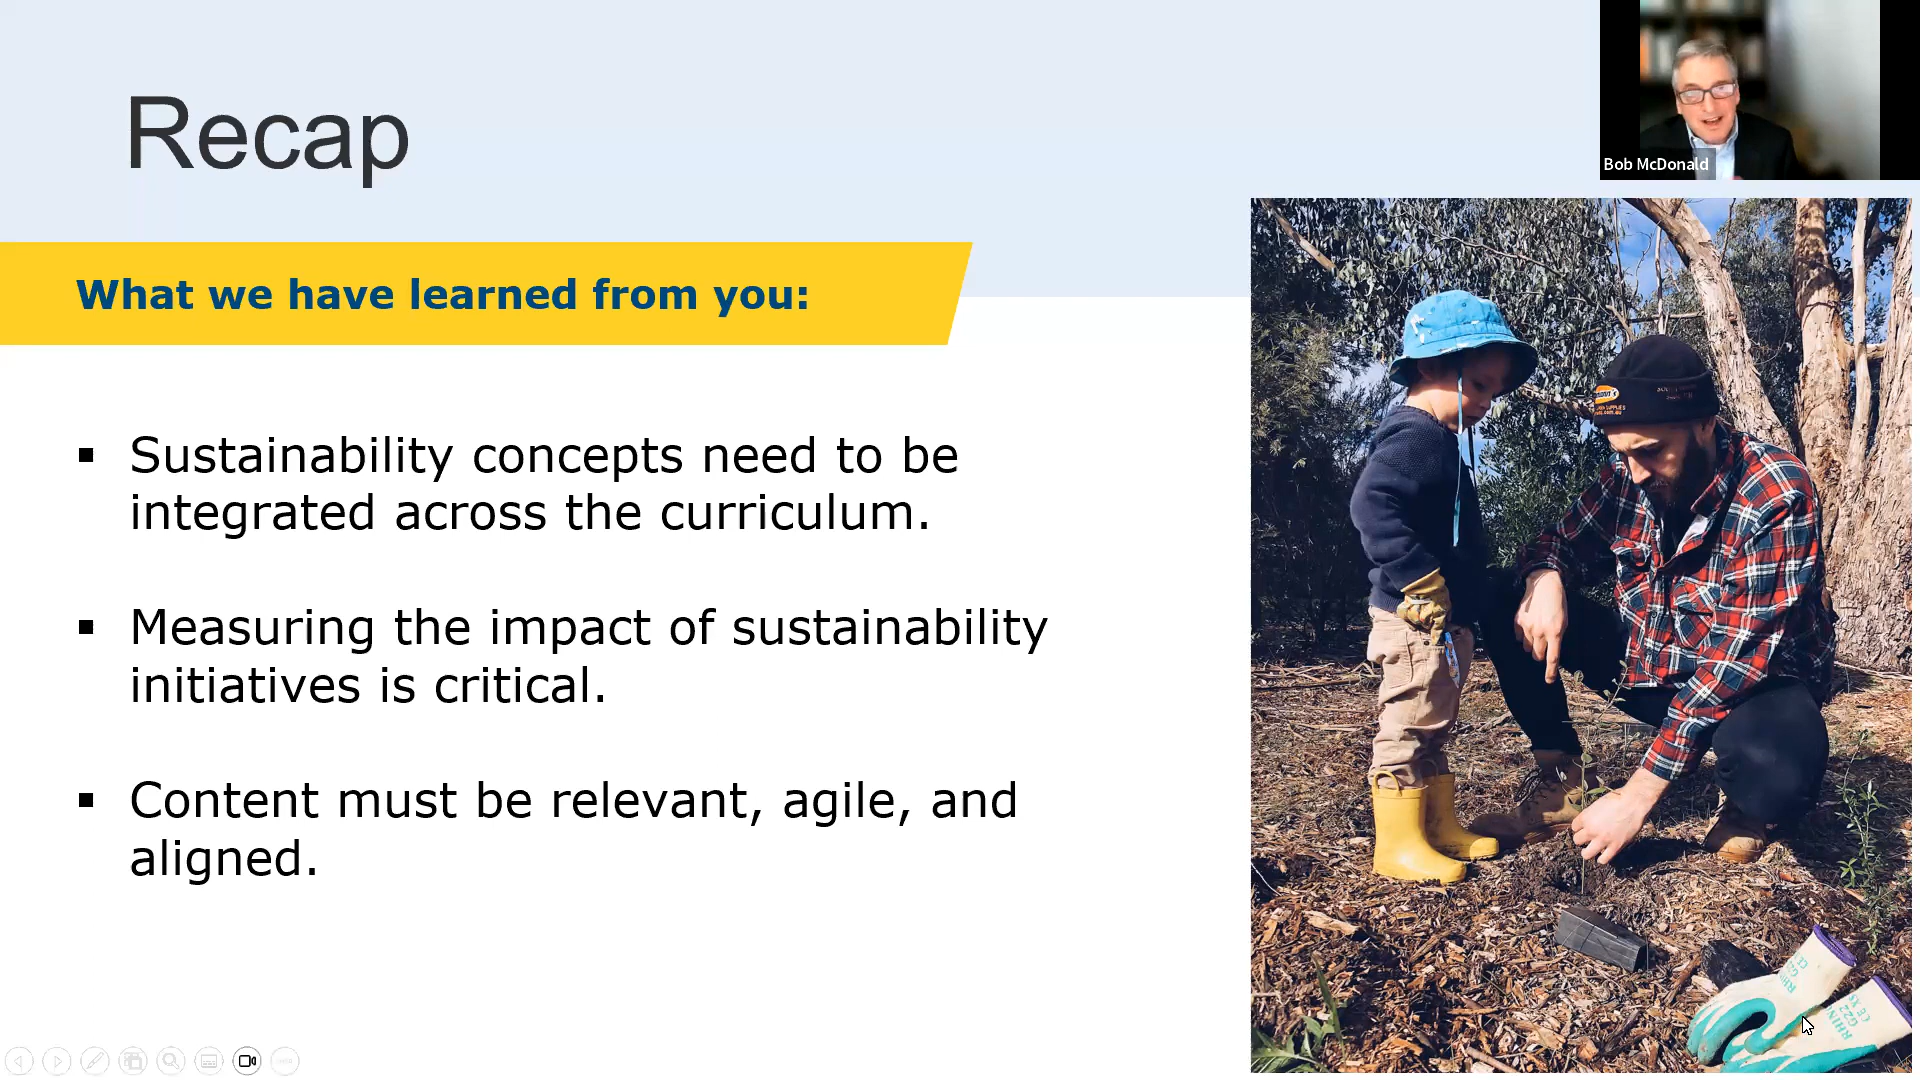 Recap
Bob McDonald
What we have learned from you:
▪ Sustainability concepts need to be
integrated across the curriculum.
▪ Measuring the impact of sustainability
initiatives is critical.
▪ Content must be relevant, agile, and
aligned.